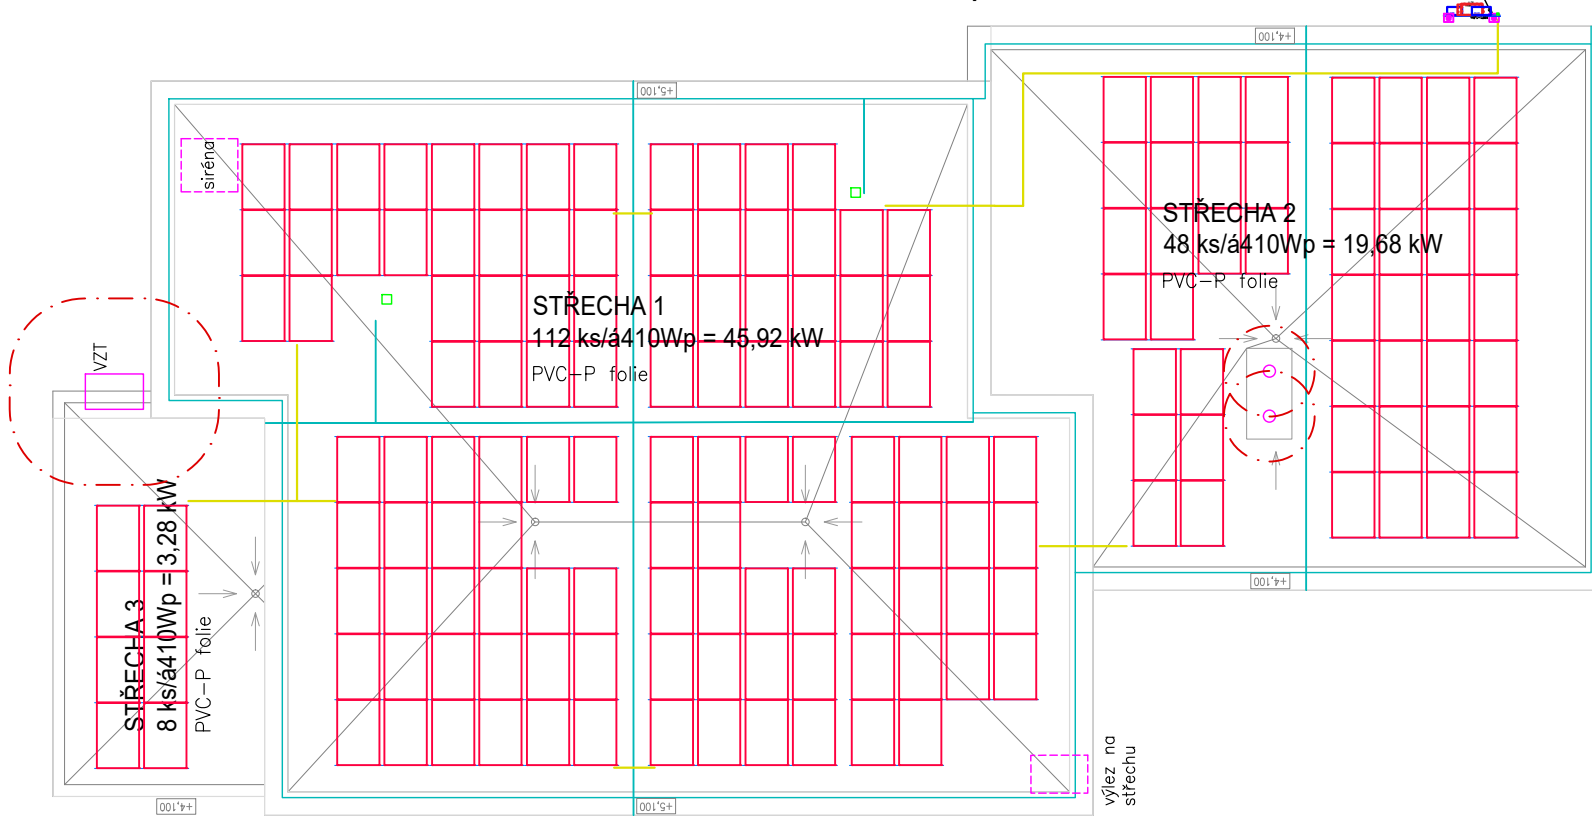 +4,100
+5,100
siréna
STŘECHA 2
48 ks/á410Wp = 19,68 kW
PVC-P folie
STŘECHA 1
112 ks/á410Wp = 45,92 kW
PVC-P folie
VZT
STŘECHA 3
8 ks/á410Wp = 3,28 kW
PVC-P folie
+4,100
výlez na
střechu
+4,100
+5,100